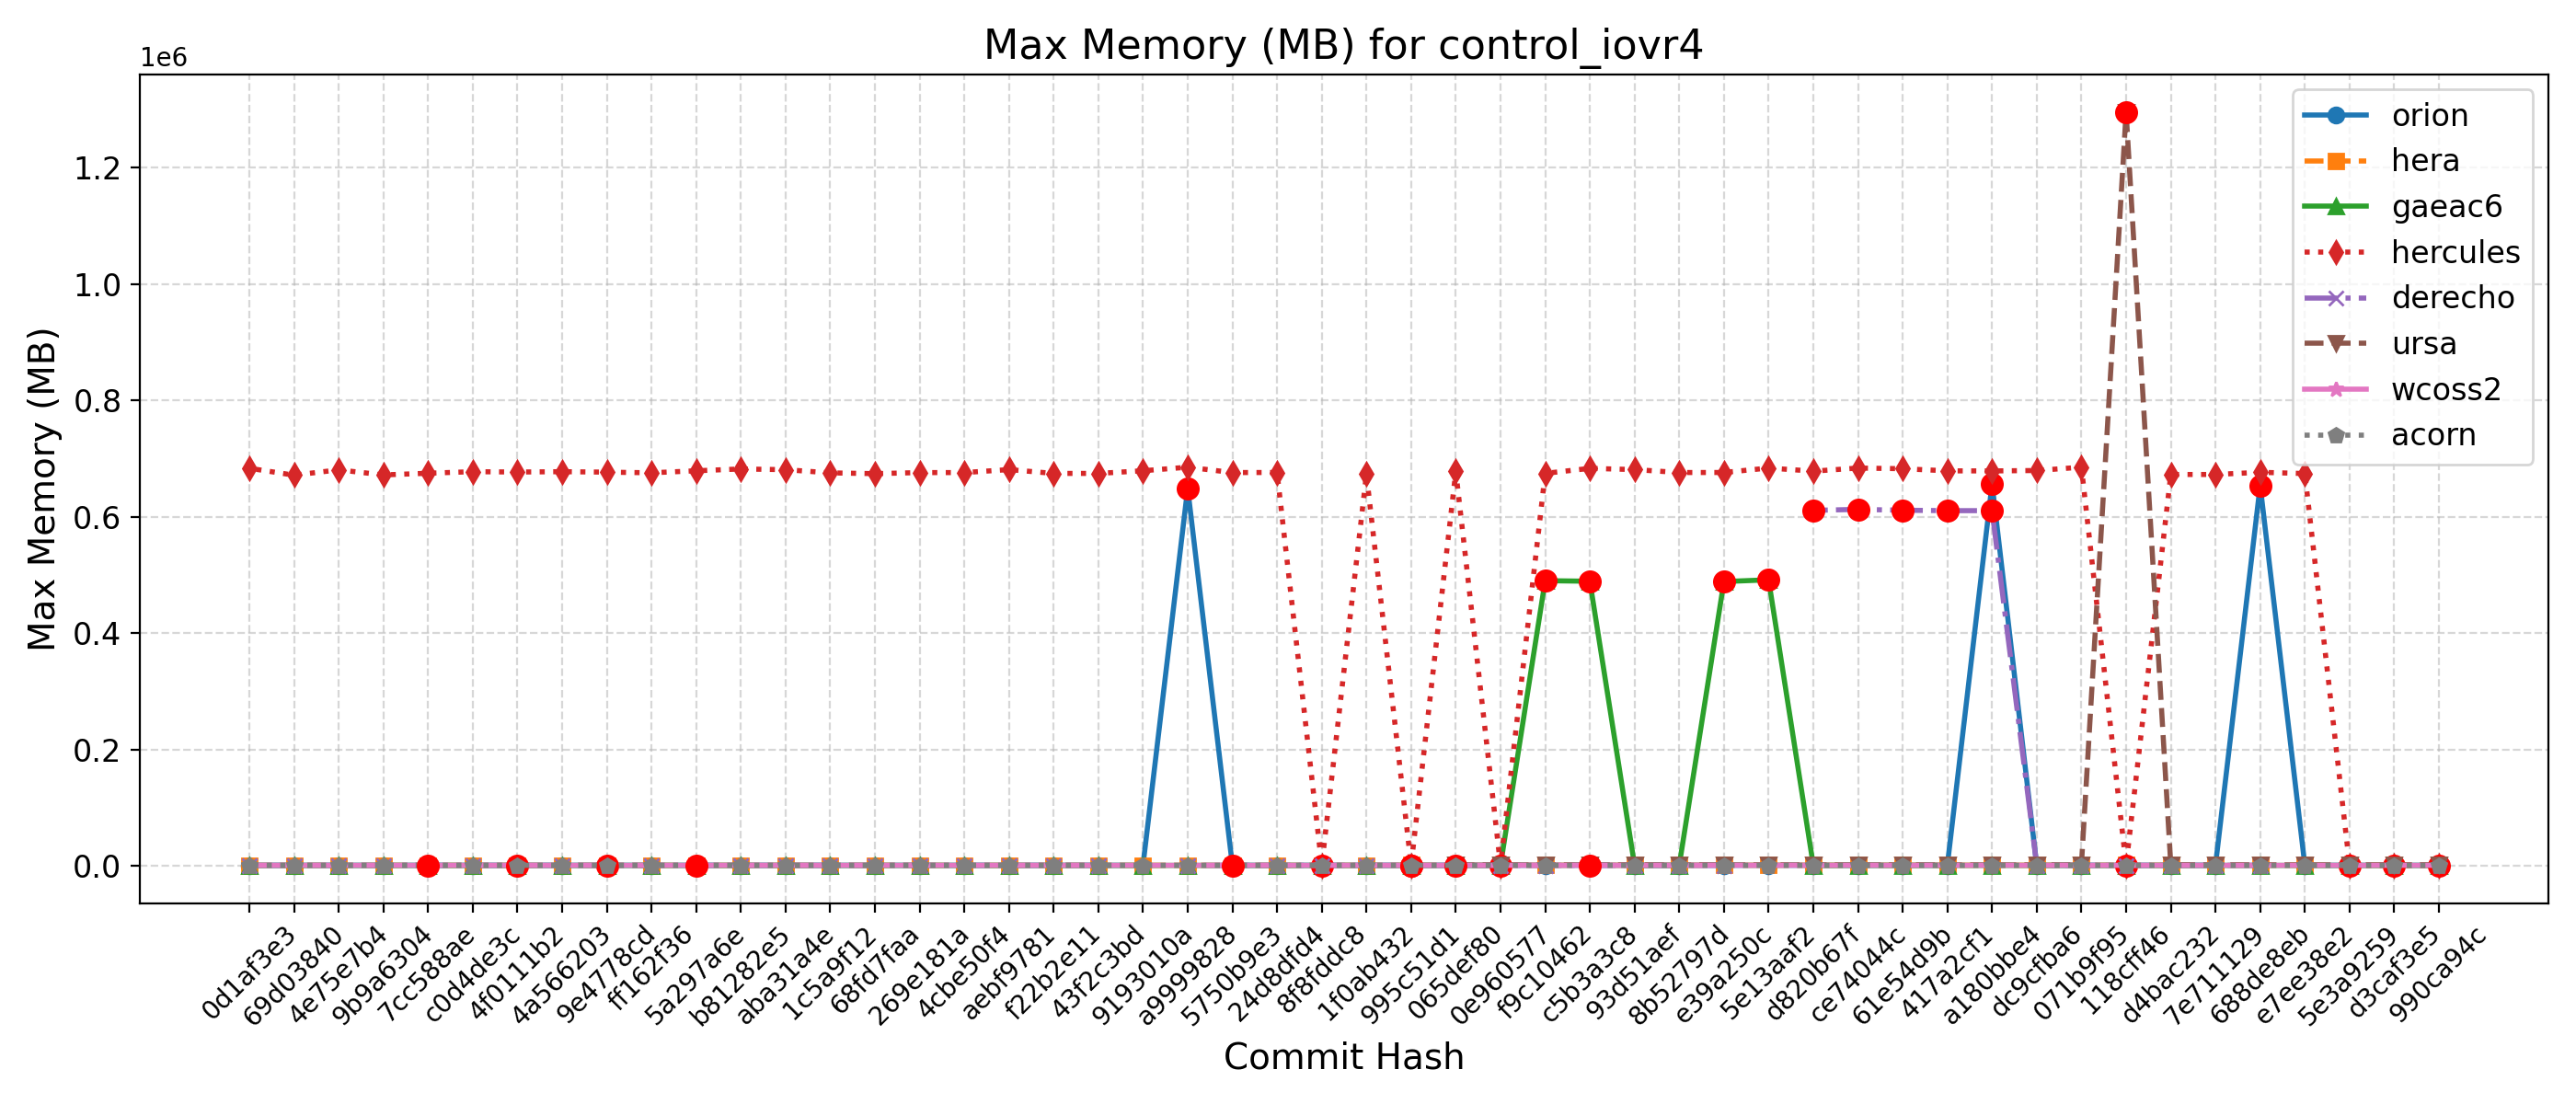 Max Memory (MB) for control_iovr4
1e6
1.2
1.0
0.8
0.6
0.4
0.2
0.0
Max Memory (MB)
orion
hera
gaeac6
hercules
derecho
ursa
wcoss2
acorn
0d1af3e3
69d03840
4e75e7b4
9b9a6304
7cc588ae
c0d4de3c
4f0111b2
4a566203
9e4778cd
ff162f36
5a297a6e
b81282e5
aba31a4e
1c5a9f12
68fd7faa
269e181a
4cbe50f4
aebf9781
f22b2e11
43f2c3bd
9193010a
a9999828
5750b9e3
24d8dfd4
8f8fddc8
1f0ab432
995c51d1
065def80
0e960577
f9c10462
c5b3a3c8
93d51aef
8b52797d
e39a250c
5e13aaf2
d820b67f
ce74044c
61e54d9b
417a2cf1
a180bbe4
dc9cfba6
071b9f95
118cff46
d4bac232
7e711129
688de8eb
e7ee38e2
5e3a9259
d3caf3e5
990ca94c
Commit Hash